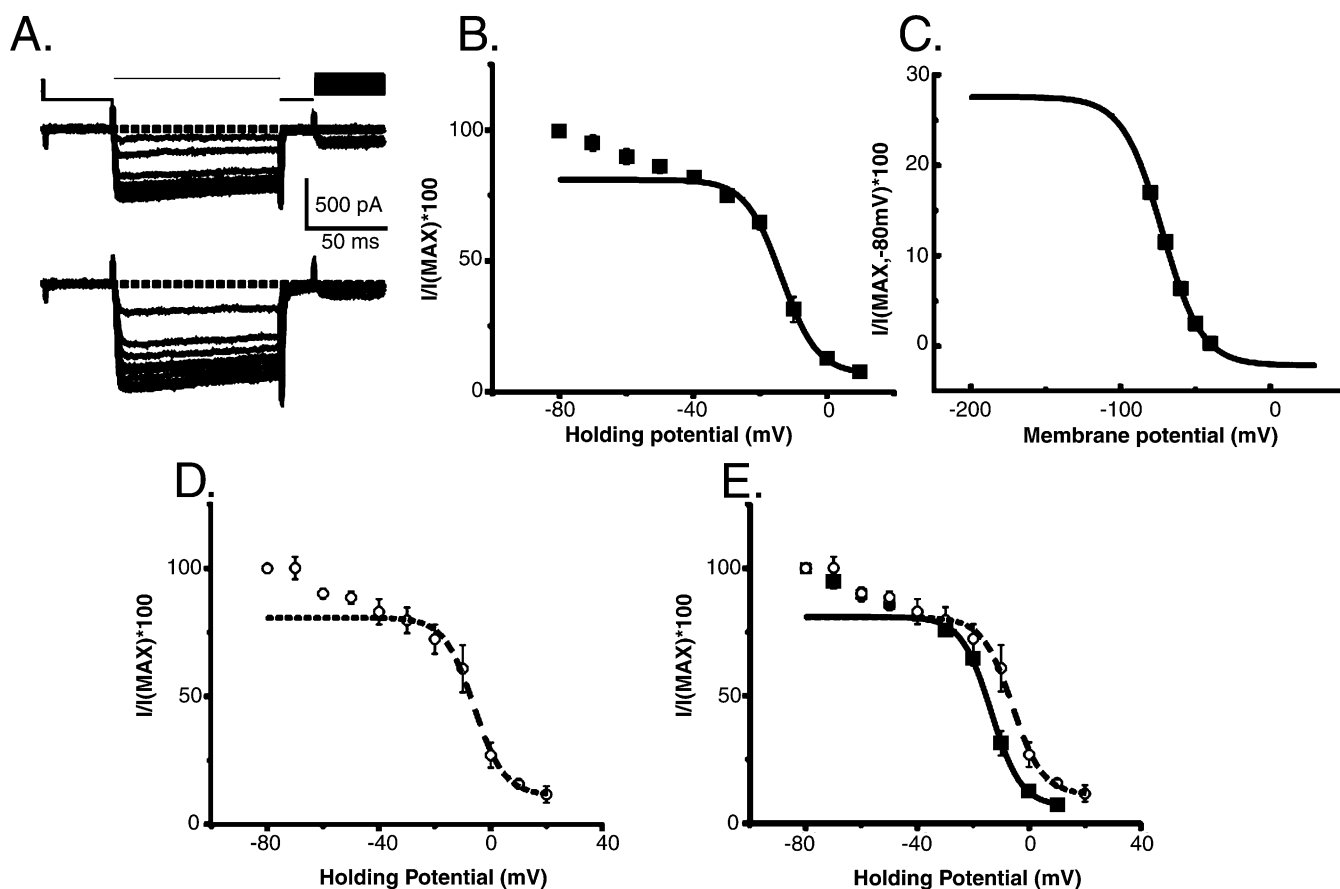 A.
500 pA
50 ms
B.
I/I(MAX)*100
100
50
0
-80
-40
0
Holding potential (mV)
C.
I/I(MAX,-80mV)*100
30
20
10
0
-200
-100
0
Membrane potential (mV)
D.
I/I(MAX)*100
100
50
0
-80
-40
0
40
Holding Potential (mV)
E.
I/I(MAX)*100
100
50
0
-80
-40
0
40
Holding Potential (mV)